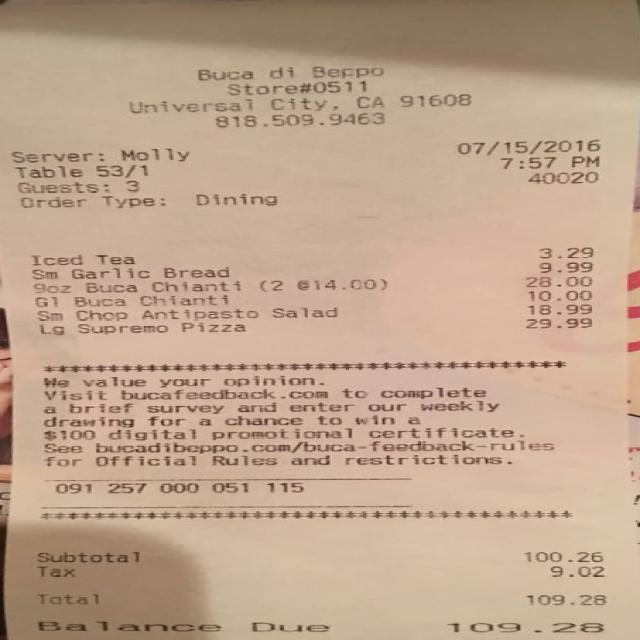 Buca di Beppo
Store#0511
Universal City, CA 91608
818.509.9463
Server: Molly 07/15/2016
Table 53/1 7:57 PM
Guests: 3 40020
Order Type: Dining
Iced Tea 3.29
Sm Garlic Bread 9.99
9oz Buca Chianti (2 @14.00) 28.00
Gl Buca Chianti 10.00
Sm Chop Antipasto Salad 18.99
Lg Supremo Pizza 29.99
****************************************
We value your opinion.
Visit bucafeedback.com to complete
a brief survey and enter our weekly
drawing for a chance to win a
$100 digital promotional certificate.
See bucadibeppo.com/buca-feedback-rules
for Official Rules and restrictions.
091 257 000 051 115
****************************************
Subtotal 100.26
Tax 9.02
Total 109.28
Balance Due 109.28